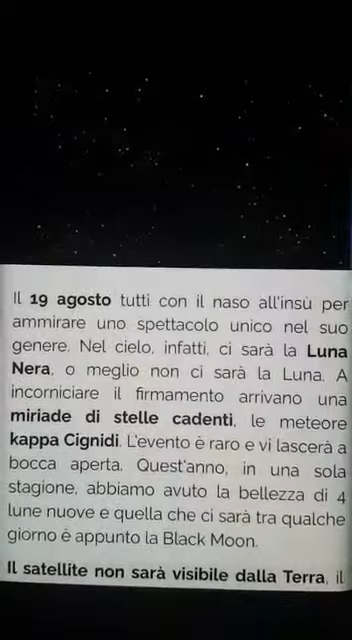 Il 19 agosto tutti con il naso all'insù per
ammirare uno spettacolo unico nel suo
genere. Nel cielo, infatti, ci sarà la Luna
Nera, o meglio non ci sarà la Luna. A
incorniciare il firmamento arrivano una
miriade di stelle cadenti, le meteore
kappa Cignidi. L'evento è raro e vi lascerà a
bocca aperta. Quest'anno, in una sola
stagione, abbiamo avuto la bellezza di 4
lune nuove e quella che ci sarà tra qualche
giorno è appunto la Black Moon.
Il satellite non sarà visibile dalla Terra, il